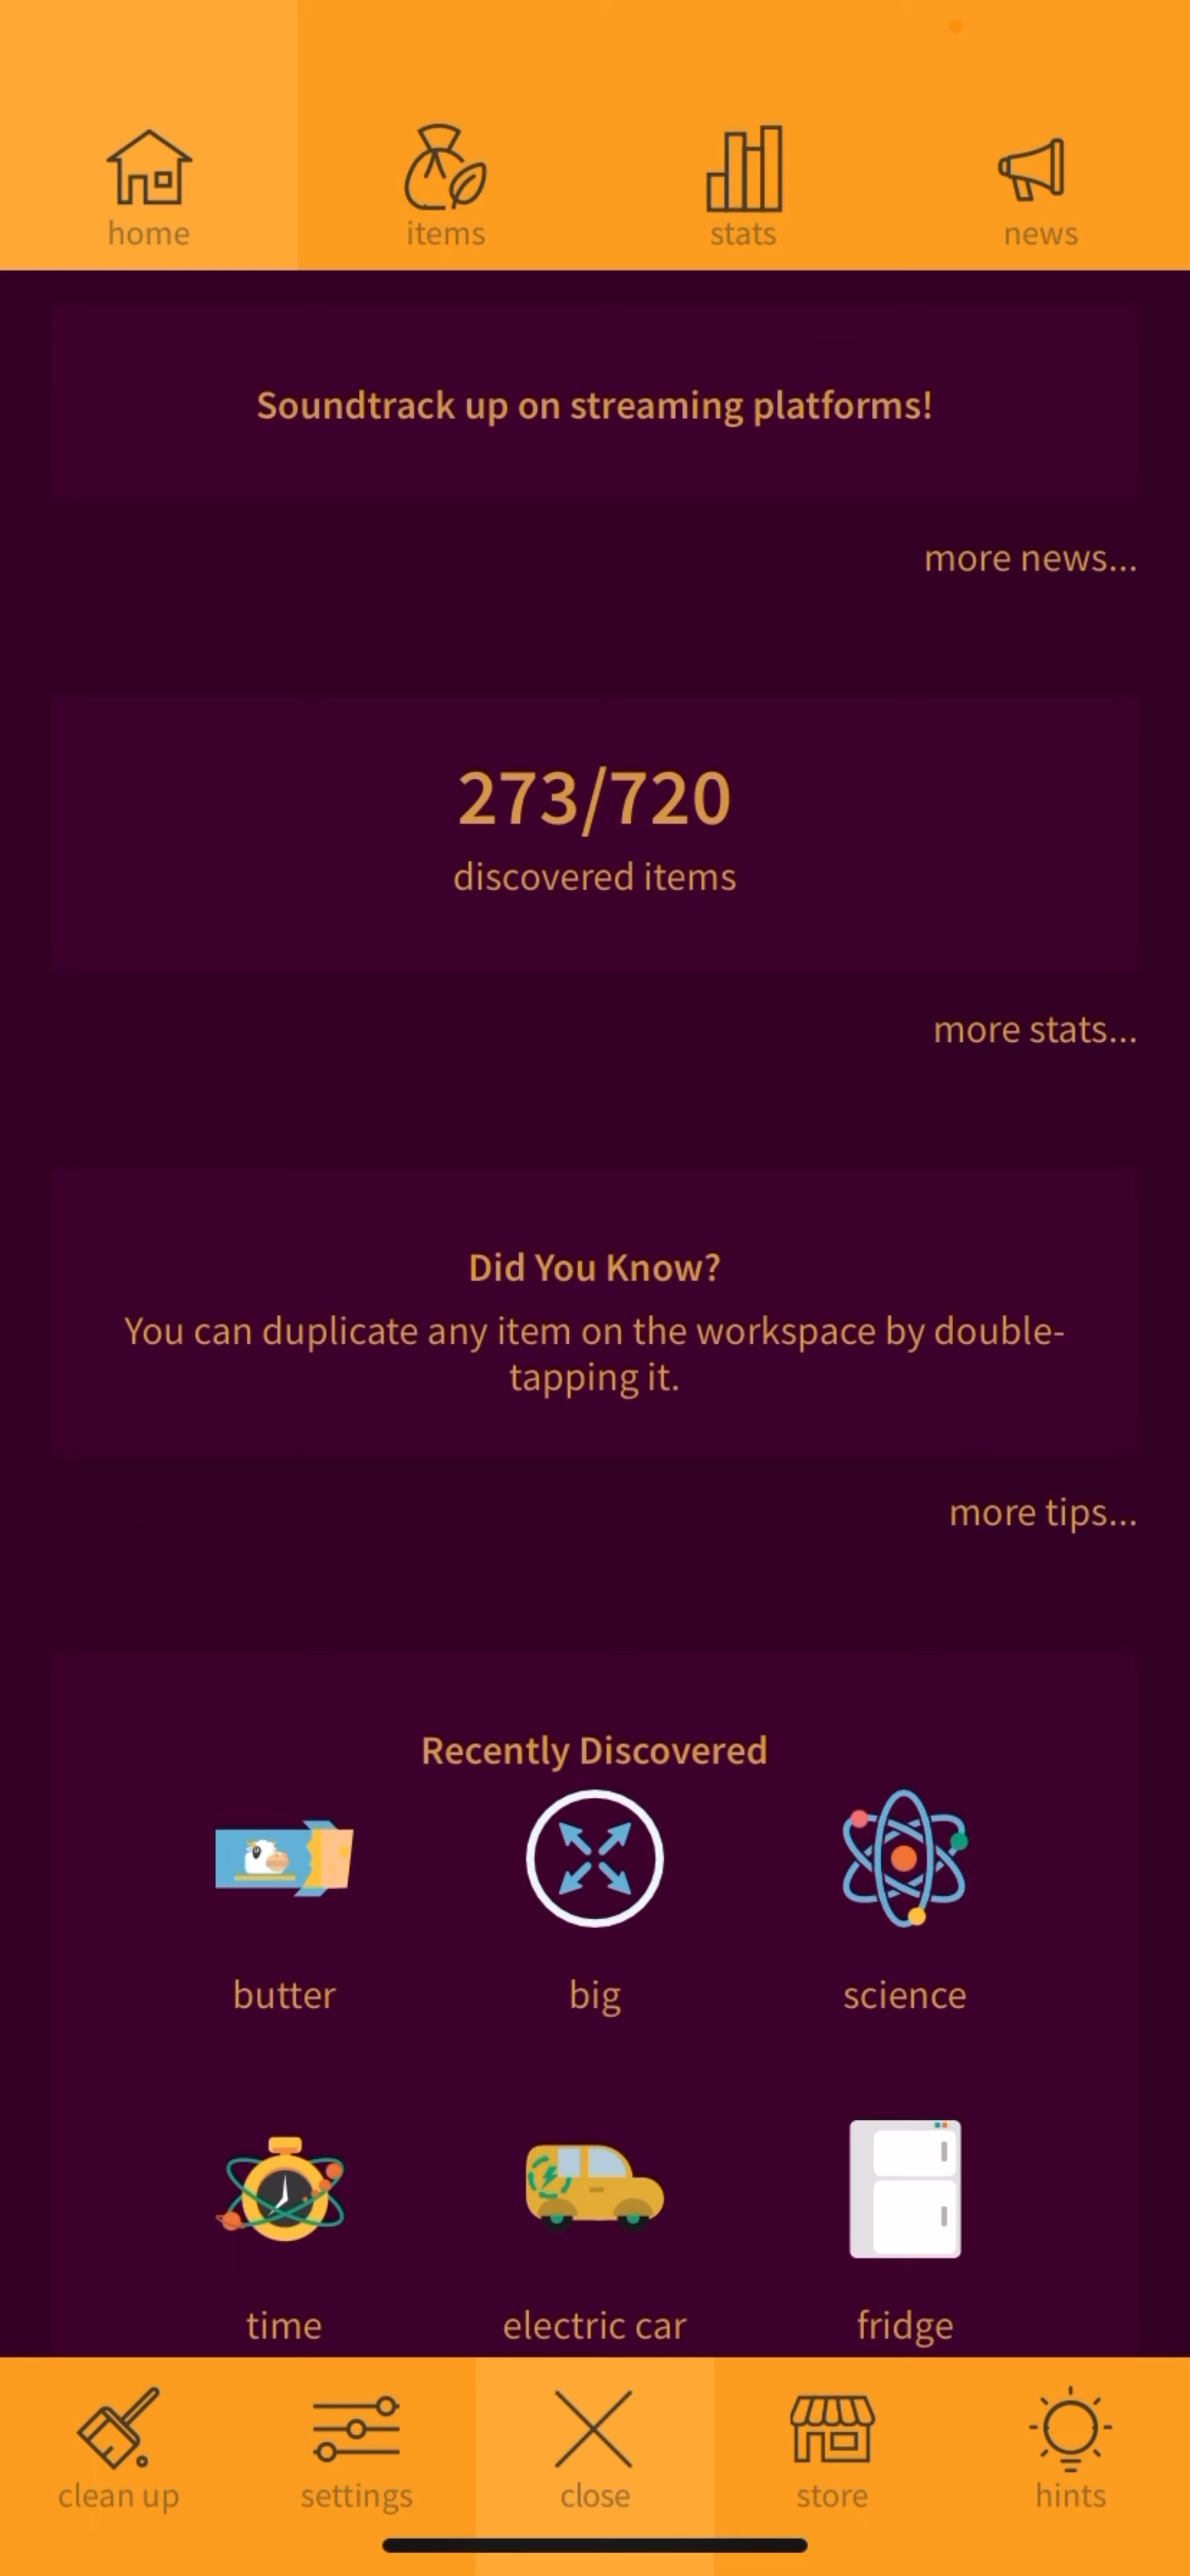 home items stats news
Soundtrack up on streaming platforms!
more news...
273/720
discovered items
more stats...
Did You Know?
You can duplicate any item on the workspace by double-
tapping it.
more tips...
Recently Discovered
butter big science
time electric car fridge
clean up settings close store hints